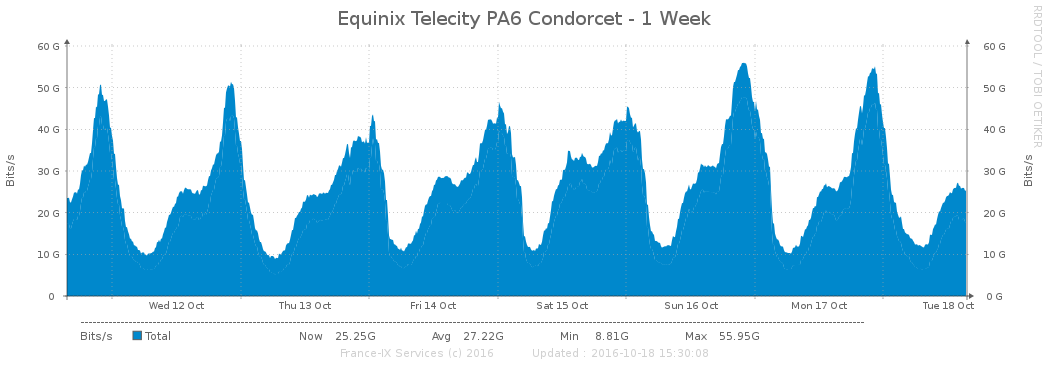 Equinix Telecity PA6 Condorcet - 1 Week
RRDTOOL / TOBI OETIKER
60 G 60 G
50 G 50 G
40 G 40 G
30 G 30 G
20 G 20 G
10 G 10 G
0 0 G
Bits/s
Bits/s
Wed 12 Oct Thu 13 Oct Fri 14 Oct Sat 15 Oct Sun 16 Oct Mon 17 Oct Tue 18 Oct
Bits/s Total Now 25.25G Avg 27.22G Min 8.81G Max 55.95G
France-IX Services (c) 2016 Updated : 2016-10-18 15:30:08